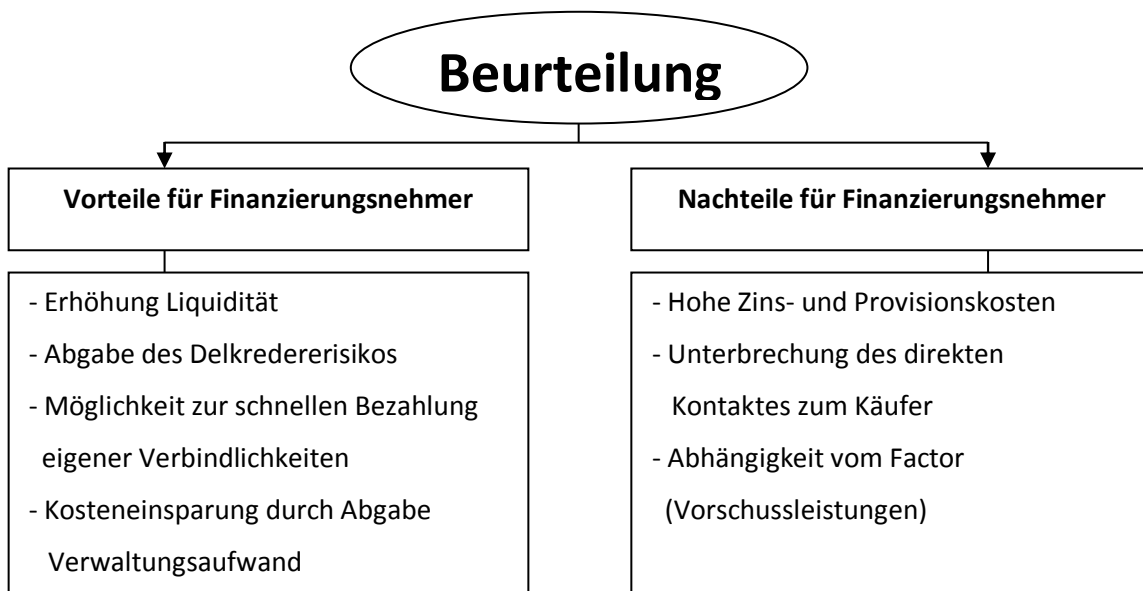 Beurteilung
Vorteile für Finanzierungsnehmer
- Erhöhung Liquidität
- Abgabe des Delkredererisikos
- Möglichkeit zur schnellen Bezahlung
eigener Verbindlichkeiten
- Kosteneinsparung durch Abgabe
Verwaltungsaufwand
Nachteile für Finanzierungsnehmer
- Hohe Zins- und Provisionskosten
- Unterbrechung des direkten
Kontaktes zum Käufer
- Abhängigkeit vom Factor
(Vorschussleistungen)